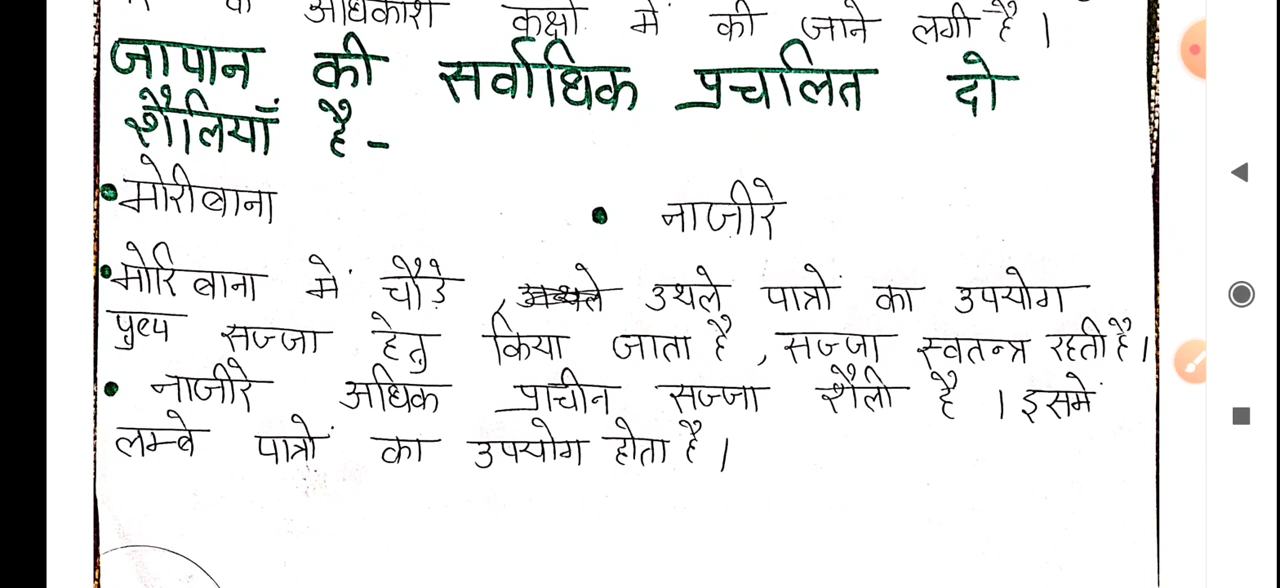 अधिकांश कक्षों में की जाने लगी है ।
जापान की सर्वाधिक प्रचलित दो
शैलियाँ है -
• मोरीबाना • नाजीरे
• मोरिबाना में चौड़े, उथले पात्रों का उपयोग
पुष्प सज्जा हेतु किया जाता है , सज्जा स्वतन्त्र रहती है ।
• नाजीरे अधिक प्राचीन सज्जा शैली है । इसमें
लम्बे पात्रों का उपयोग होता है ।